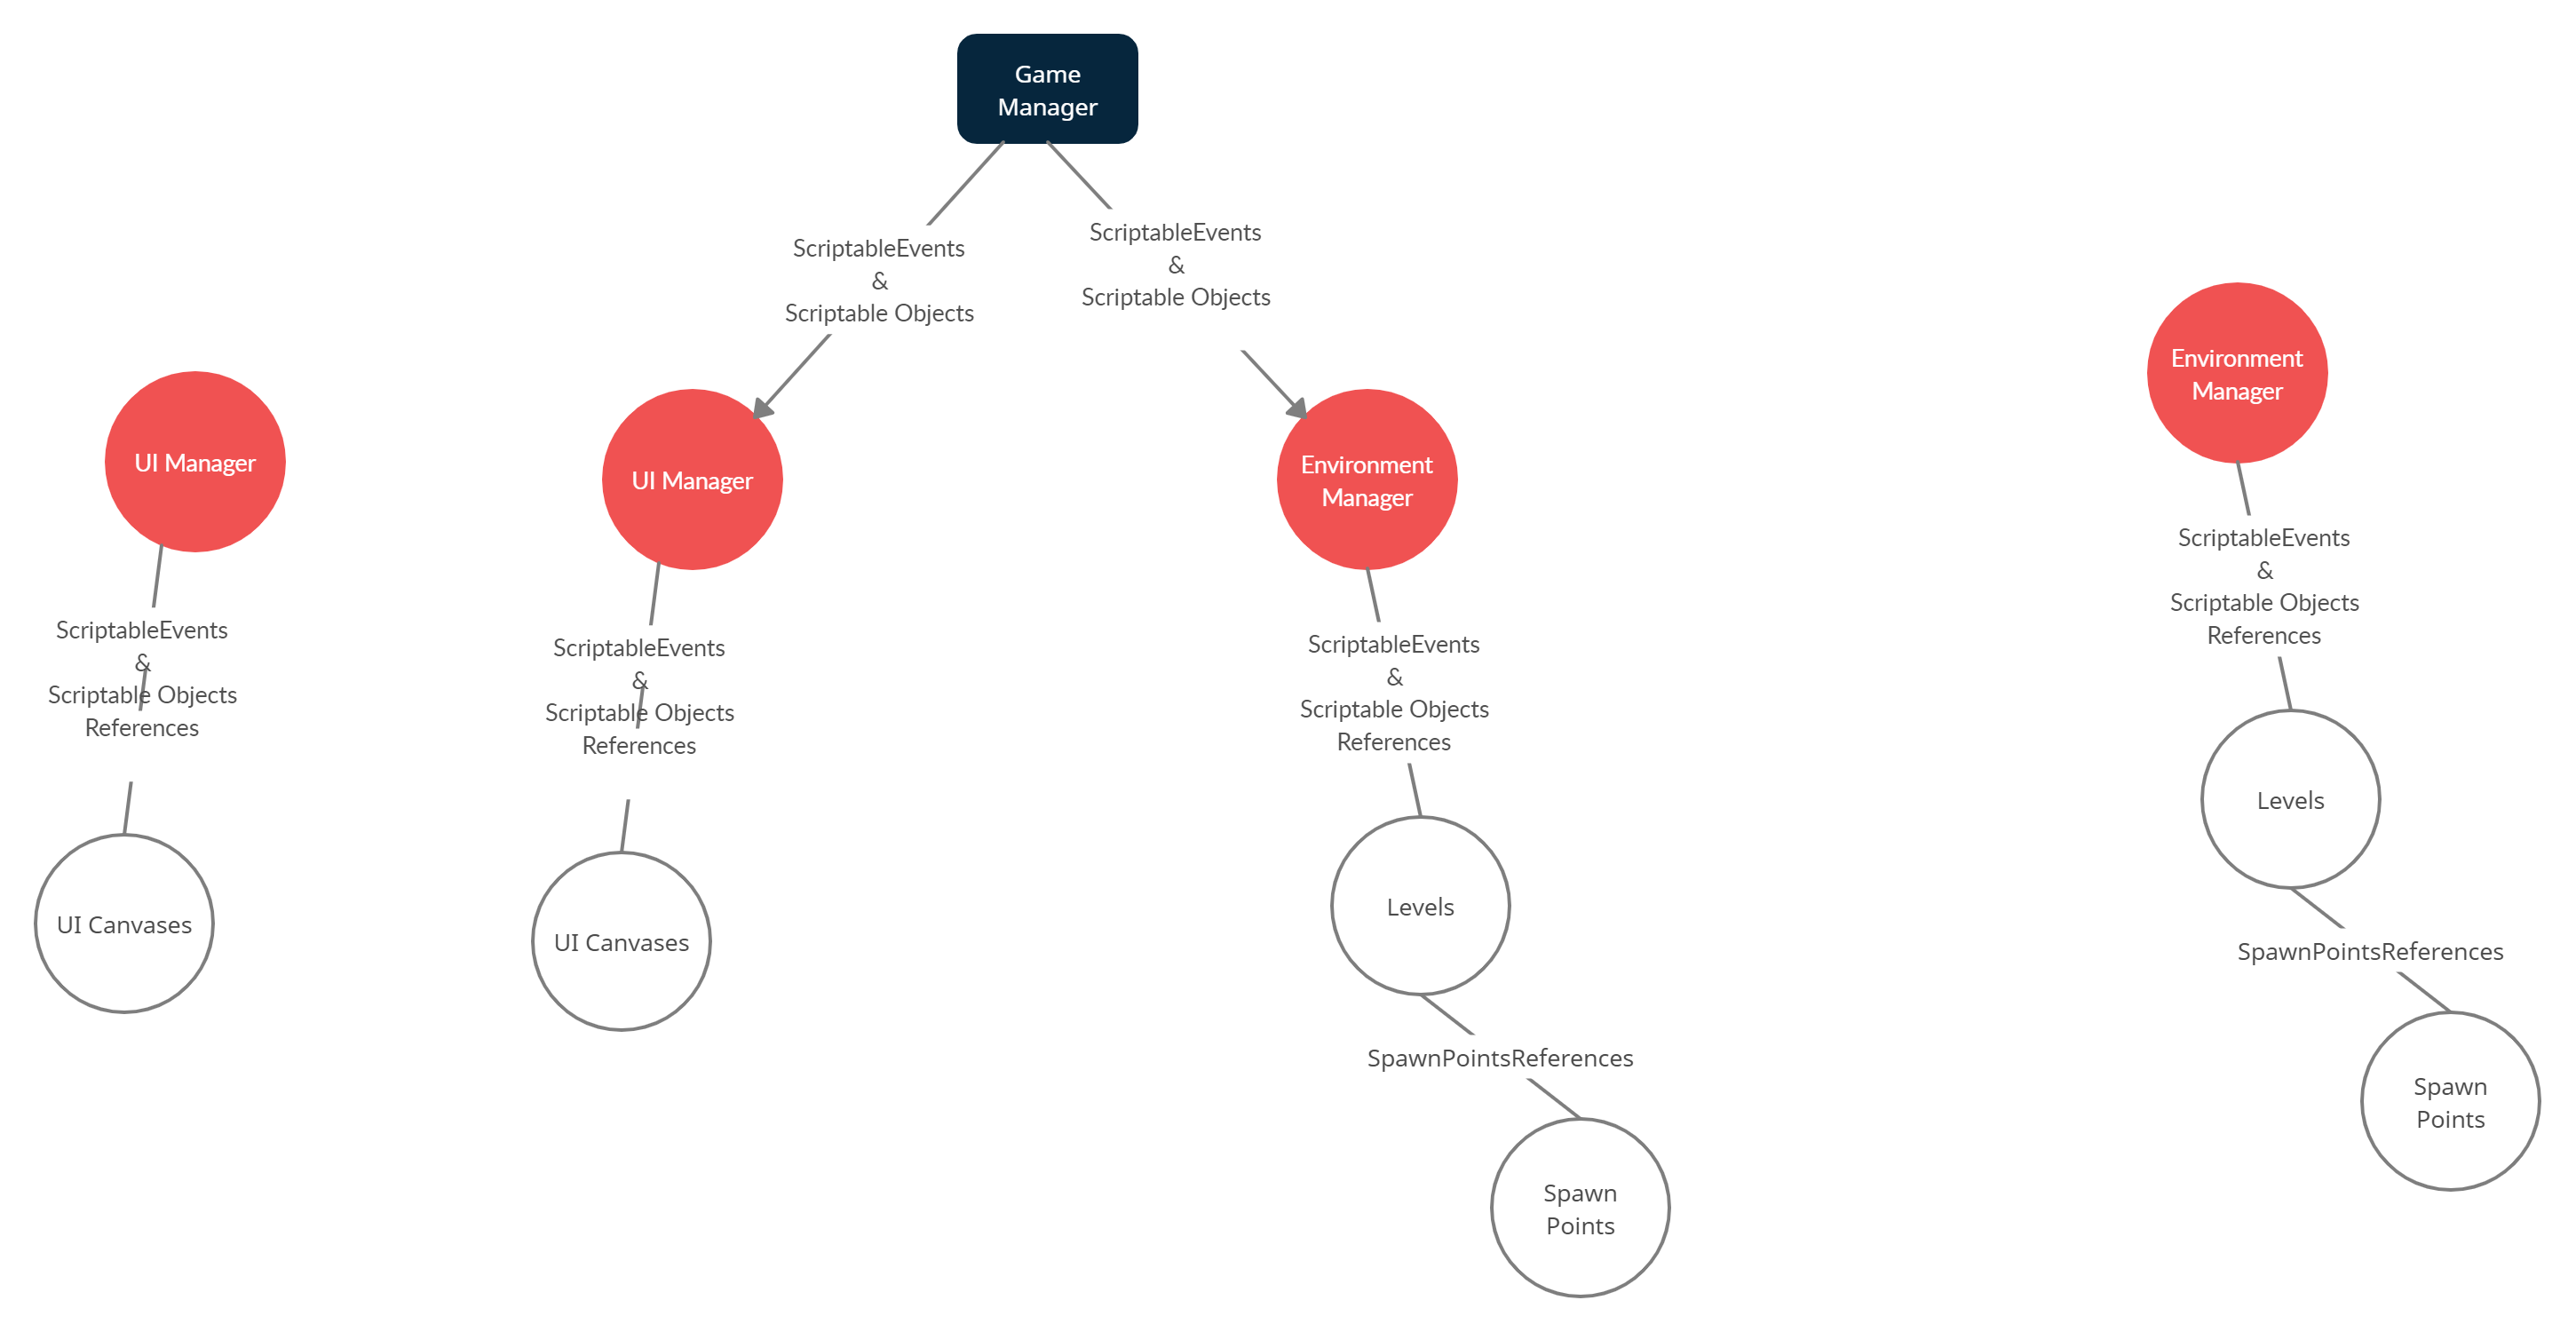 Game
Manager
ScriptableEvents
&
Scriptable Objects
ScriptableEvents
&
Scriptable Objects
UI Manager
ScriptableEvents
&
Scriptable Objects
References
UI Canvases
UI Manager
ScriptableEvents
&
Scriptable Objects
References
UI Canvases
Environment
Manager
ScriptableEvents
&
Scriptable Objects
References
Levels
SpawnPointsReferences
Spawn
Points
Environment
Manager
ScriptableEvents
&
Scriptable Objects
References
Levels
SpawnPointsReferences
Spawn
Points